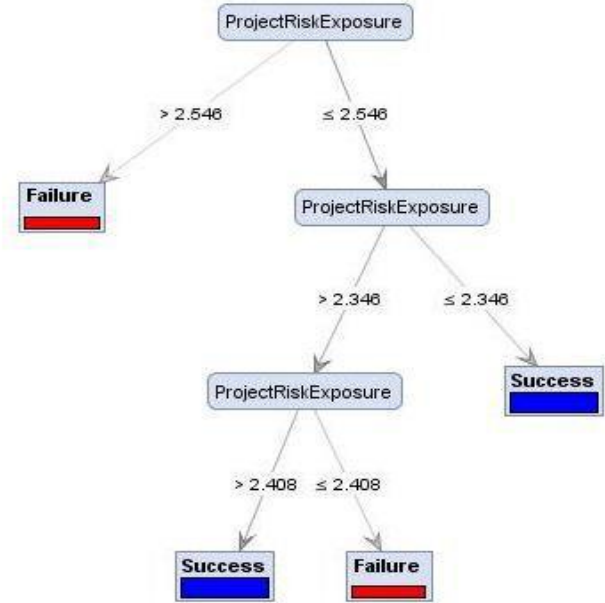 ProjectRiskExposure
> 2.546
≤ 2.546
Failure
ProjectRiskExposure
> 2.346
≤ 2.346
ProjectRiskExposure
Success
> 2.408
≤ 2.408
Success
Failure